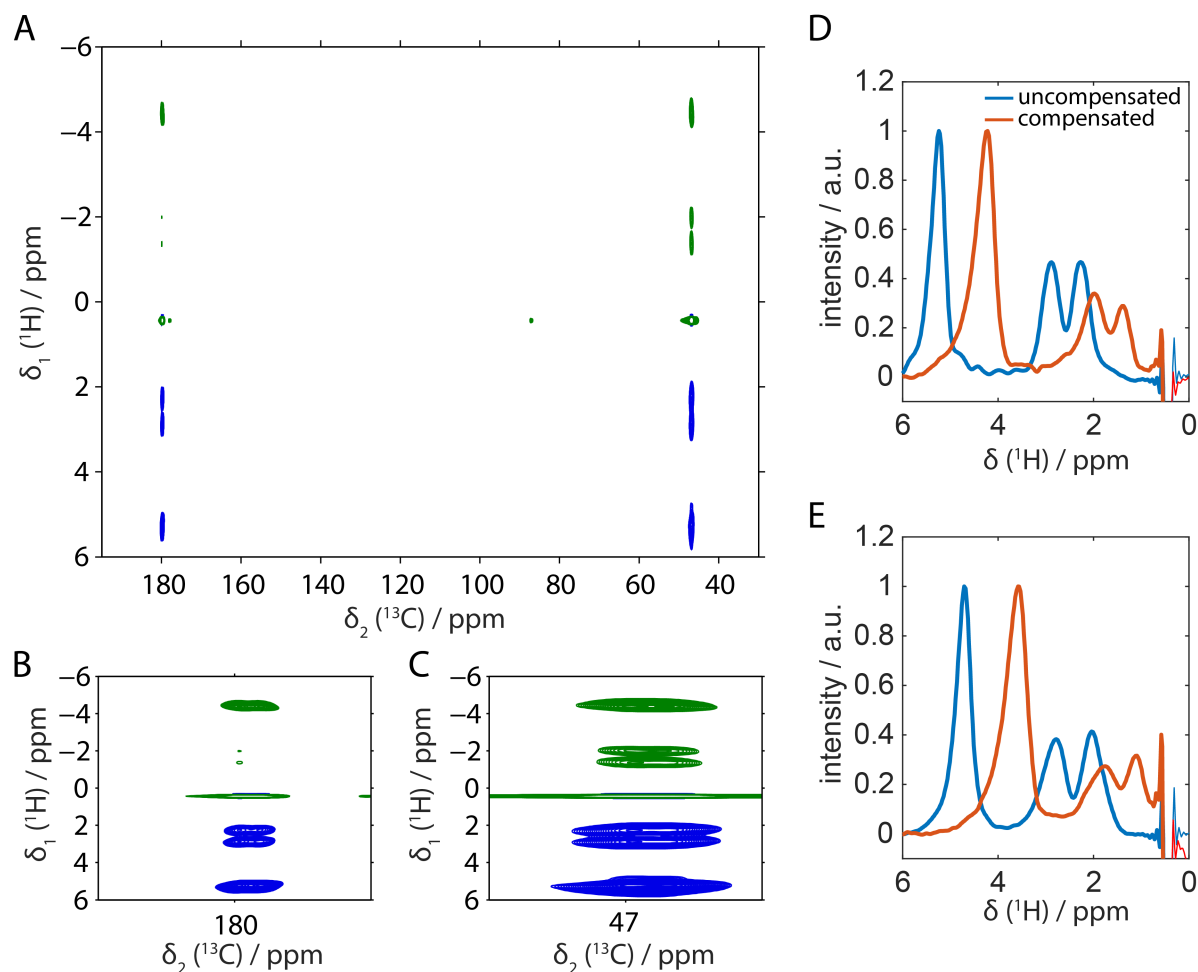 A
−6
−4
−2
0
2
4
6
δ1 (¹H) / ppm
180 160 140 120 100 80 60 40
δ2 (¹³C) / ppm
B
−6
−4
−2
0
2
4
6
δ1 (¹H) / ppm
180
δ2 (¹³C) / ppm
C
−6
−4
−2
0
2
4
6
δ1 (¹H) / ppm
47
δ2 (¹³C) / ppm
D
1.2
1
0.8
0.6
0.4
0.2
0
intensity / a.u.
uncompensated
compensated
6 4 2 0
δ (¹H) / ppm
E
1.2
1
0.8
0.6
0.4
0.2
0
intensity / a.u.
6 4 2 0
δ (¹H) / ppm